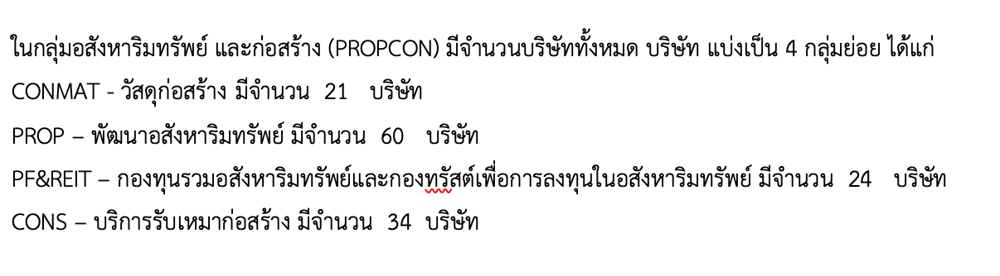 ในกลุ่มอสังหาริมทรัพย์ และก่อสร้าง (PROPCON) มีจำนวนบริษัททั้งหมด บริษัท แบ่งเป็น 4 กลุ่มย่อย ได้แก่
CONMAT - วัสดุก่อสร้าง มีจำนวน 21 บริษัท
PROP – พัฒนาอสังหาริมทรัพย์ มีจำนวน 60 บริษัท
PF&REIT – กองทุนรวมอสังหาริมทรัพย์และกองทรัสต์เพื่อการลงทุนในอสังหาริมทรัพย์ มีจำนวน 24 บริษัท
CONS – บริการรับเหมาก่อสร้าง มีจำนวน 34 บริษัท